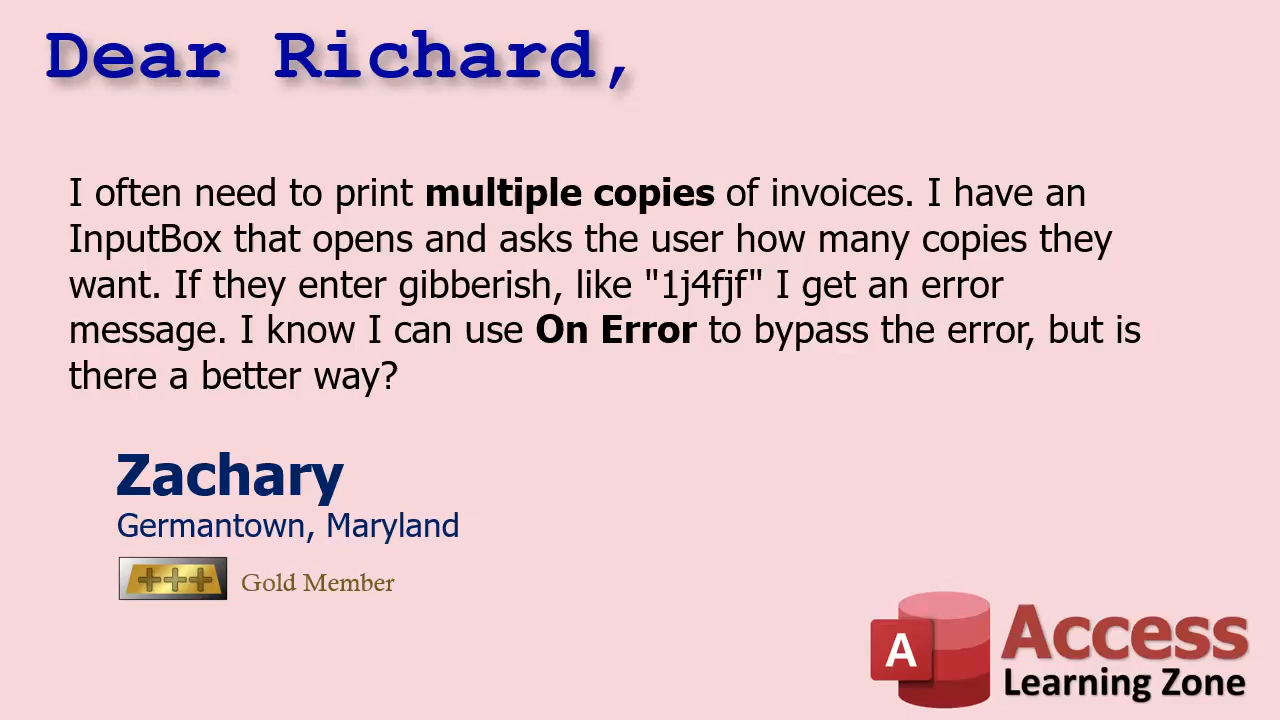 Dear Richard,
I often need to print multiple copies of invoices. I have an
InputBox that opens and asks the user how many copies they
want. If they enter gibberish, like "1j4fjf" I get an error
message. I know I can use On Error to bypass the error, but is
there a better way?
Zachary
Germantown, Maryland
+++ Gold Member
A Access
Learning Zone